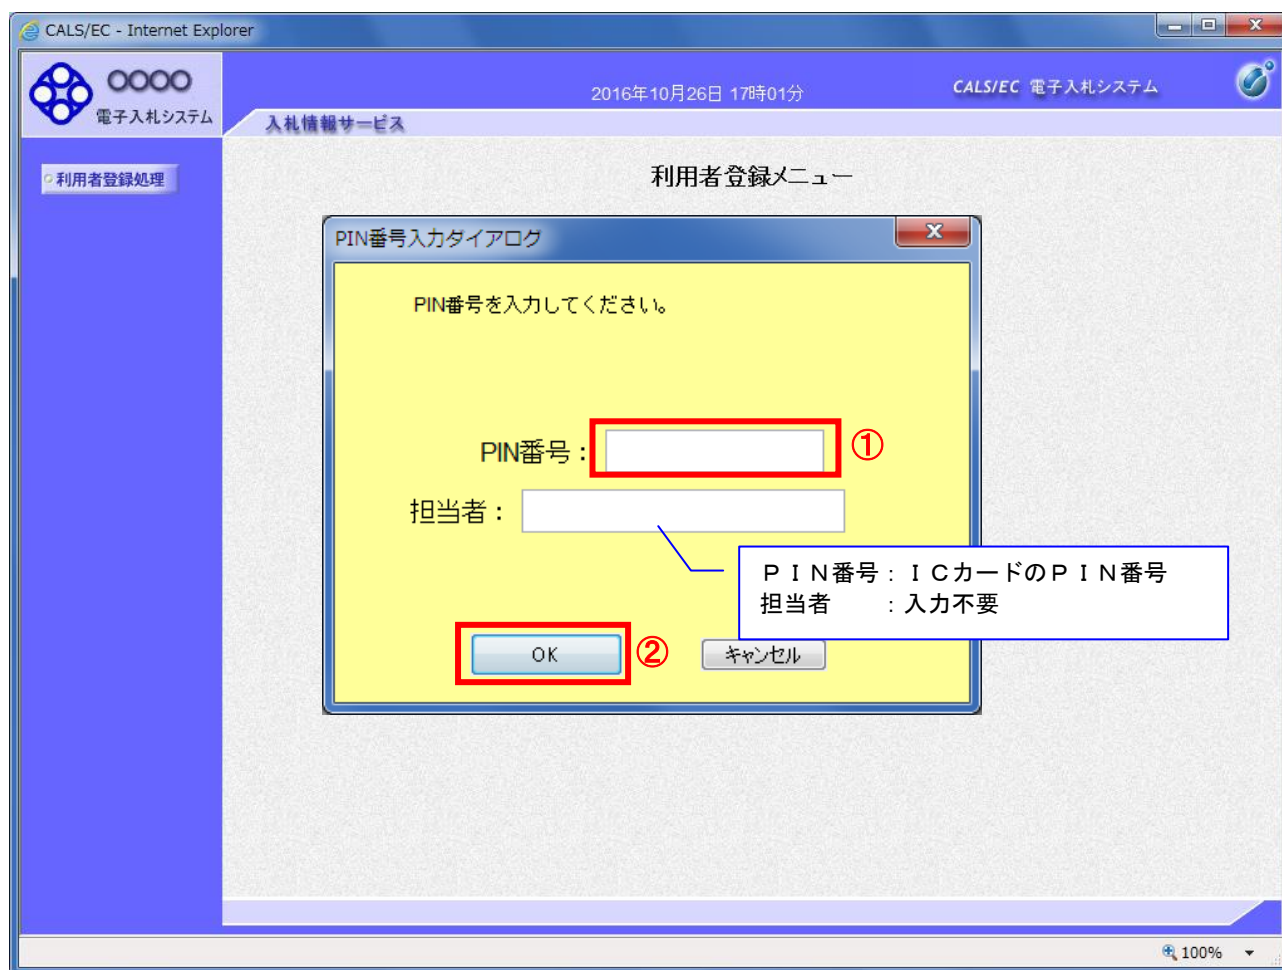 CALS/EC - Internet Explorer
○○○○
電子入札システム
2016年10月26日 17時01分
CALS/EC 電子入札システム
入札情報サービス
利用者登録処理
利用者登録メニュー
PIN番号入力ダイアログ
PIN番号を入力してください。
PIN番号：
①
担当者：
ＰＩＮ番号：ＩＣカードのＰＩＮ番号
担当者　　：入力不要
OK
②
キャンセル
100%